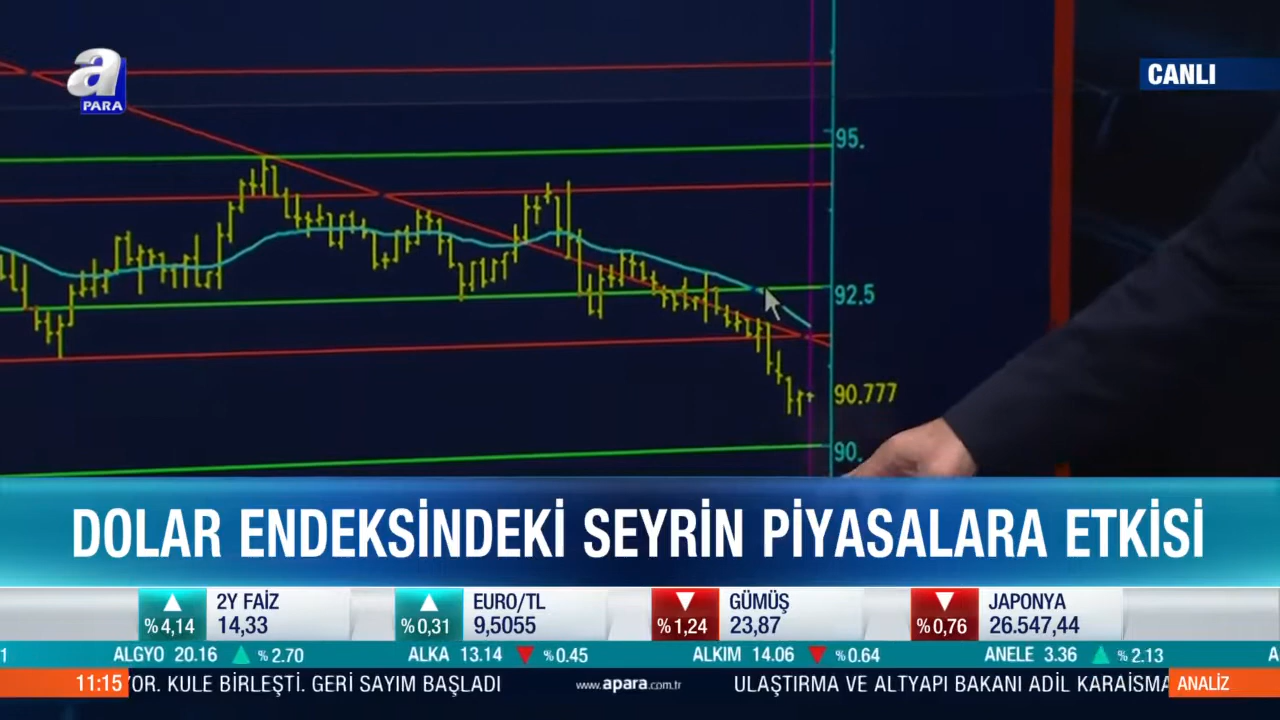 a
PARA
CANLI
95.
92.5
90.777
90.
DOLAR ENDEKSİNDEKİ SEYRİN PİYASALARA ETKİSİ
%4,14 2Y FAİZ 14,33
%0,31 EURO/TL 9,5055
%1,24 GÜMÜŞ 23,87
%0,76 JAPONYA 26.547,44
1 ALGYO 20.16 %2.70 ALKA 13.14 %0.45 ALKIM 14.06 %0.64 ANELE 3.36 %2.13 A
11:15 YOR. KULE BİRLEŞTİ. GERİ SAYIM BAŞLADI www.apara.com.tr ULAŞTIRMA VE ALTYAPI BAKANI ADİL KARAİSMA ANALİZ